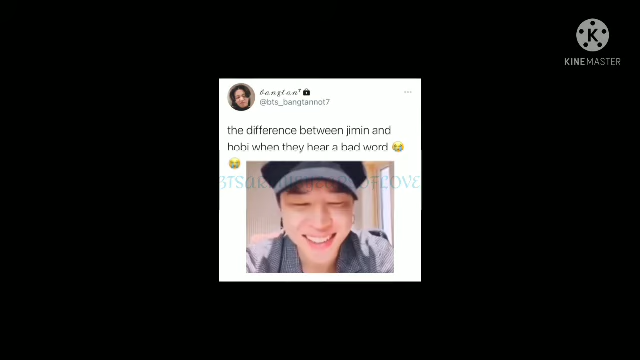 KINEMASTER
bangtan⁷
@bts_bangtannot7
the difference between jimin and
hobi when they hear a bad word 😭
😭